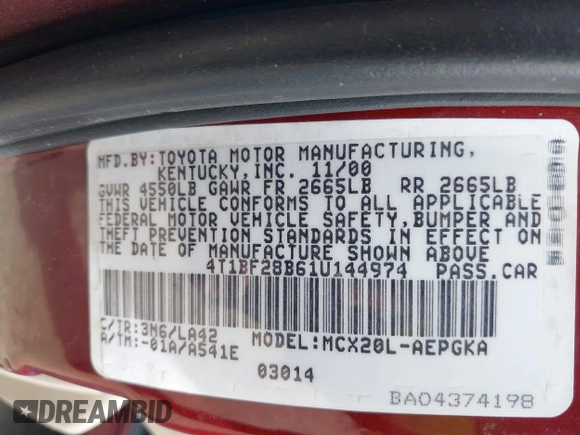 MFD.BY:TOYOTA MOTOR MANUFACTURING,
KENTUCKY,INC. 11/00
GVWR 4550LB GAWR FR 2665LB RR 2665LB
THIS VEHICLE CONFORMS TO ALL APPLICABLE
FEDERAL MOTOR VEHICLE SAFETY,BUMPER AND
THEFT PREVENTION STANDARDS IN EFFECT ON
THE DATE OF MANUFACTURE SHOWN ABOVE
4T1BF28B61U144974 PASS.CAR
C/TR:3M6/LA42 MODEL:MCX20L-AEPGKA
A/TM:-01A/A541E
03014
BA04374198
DREAMBID